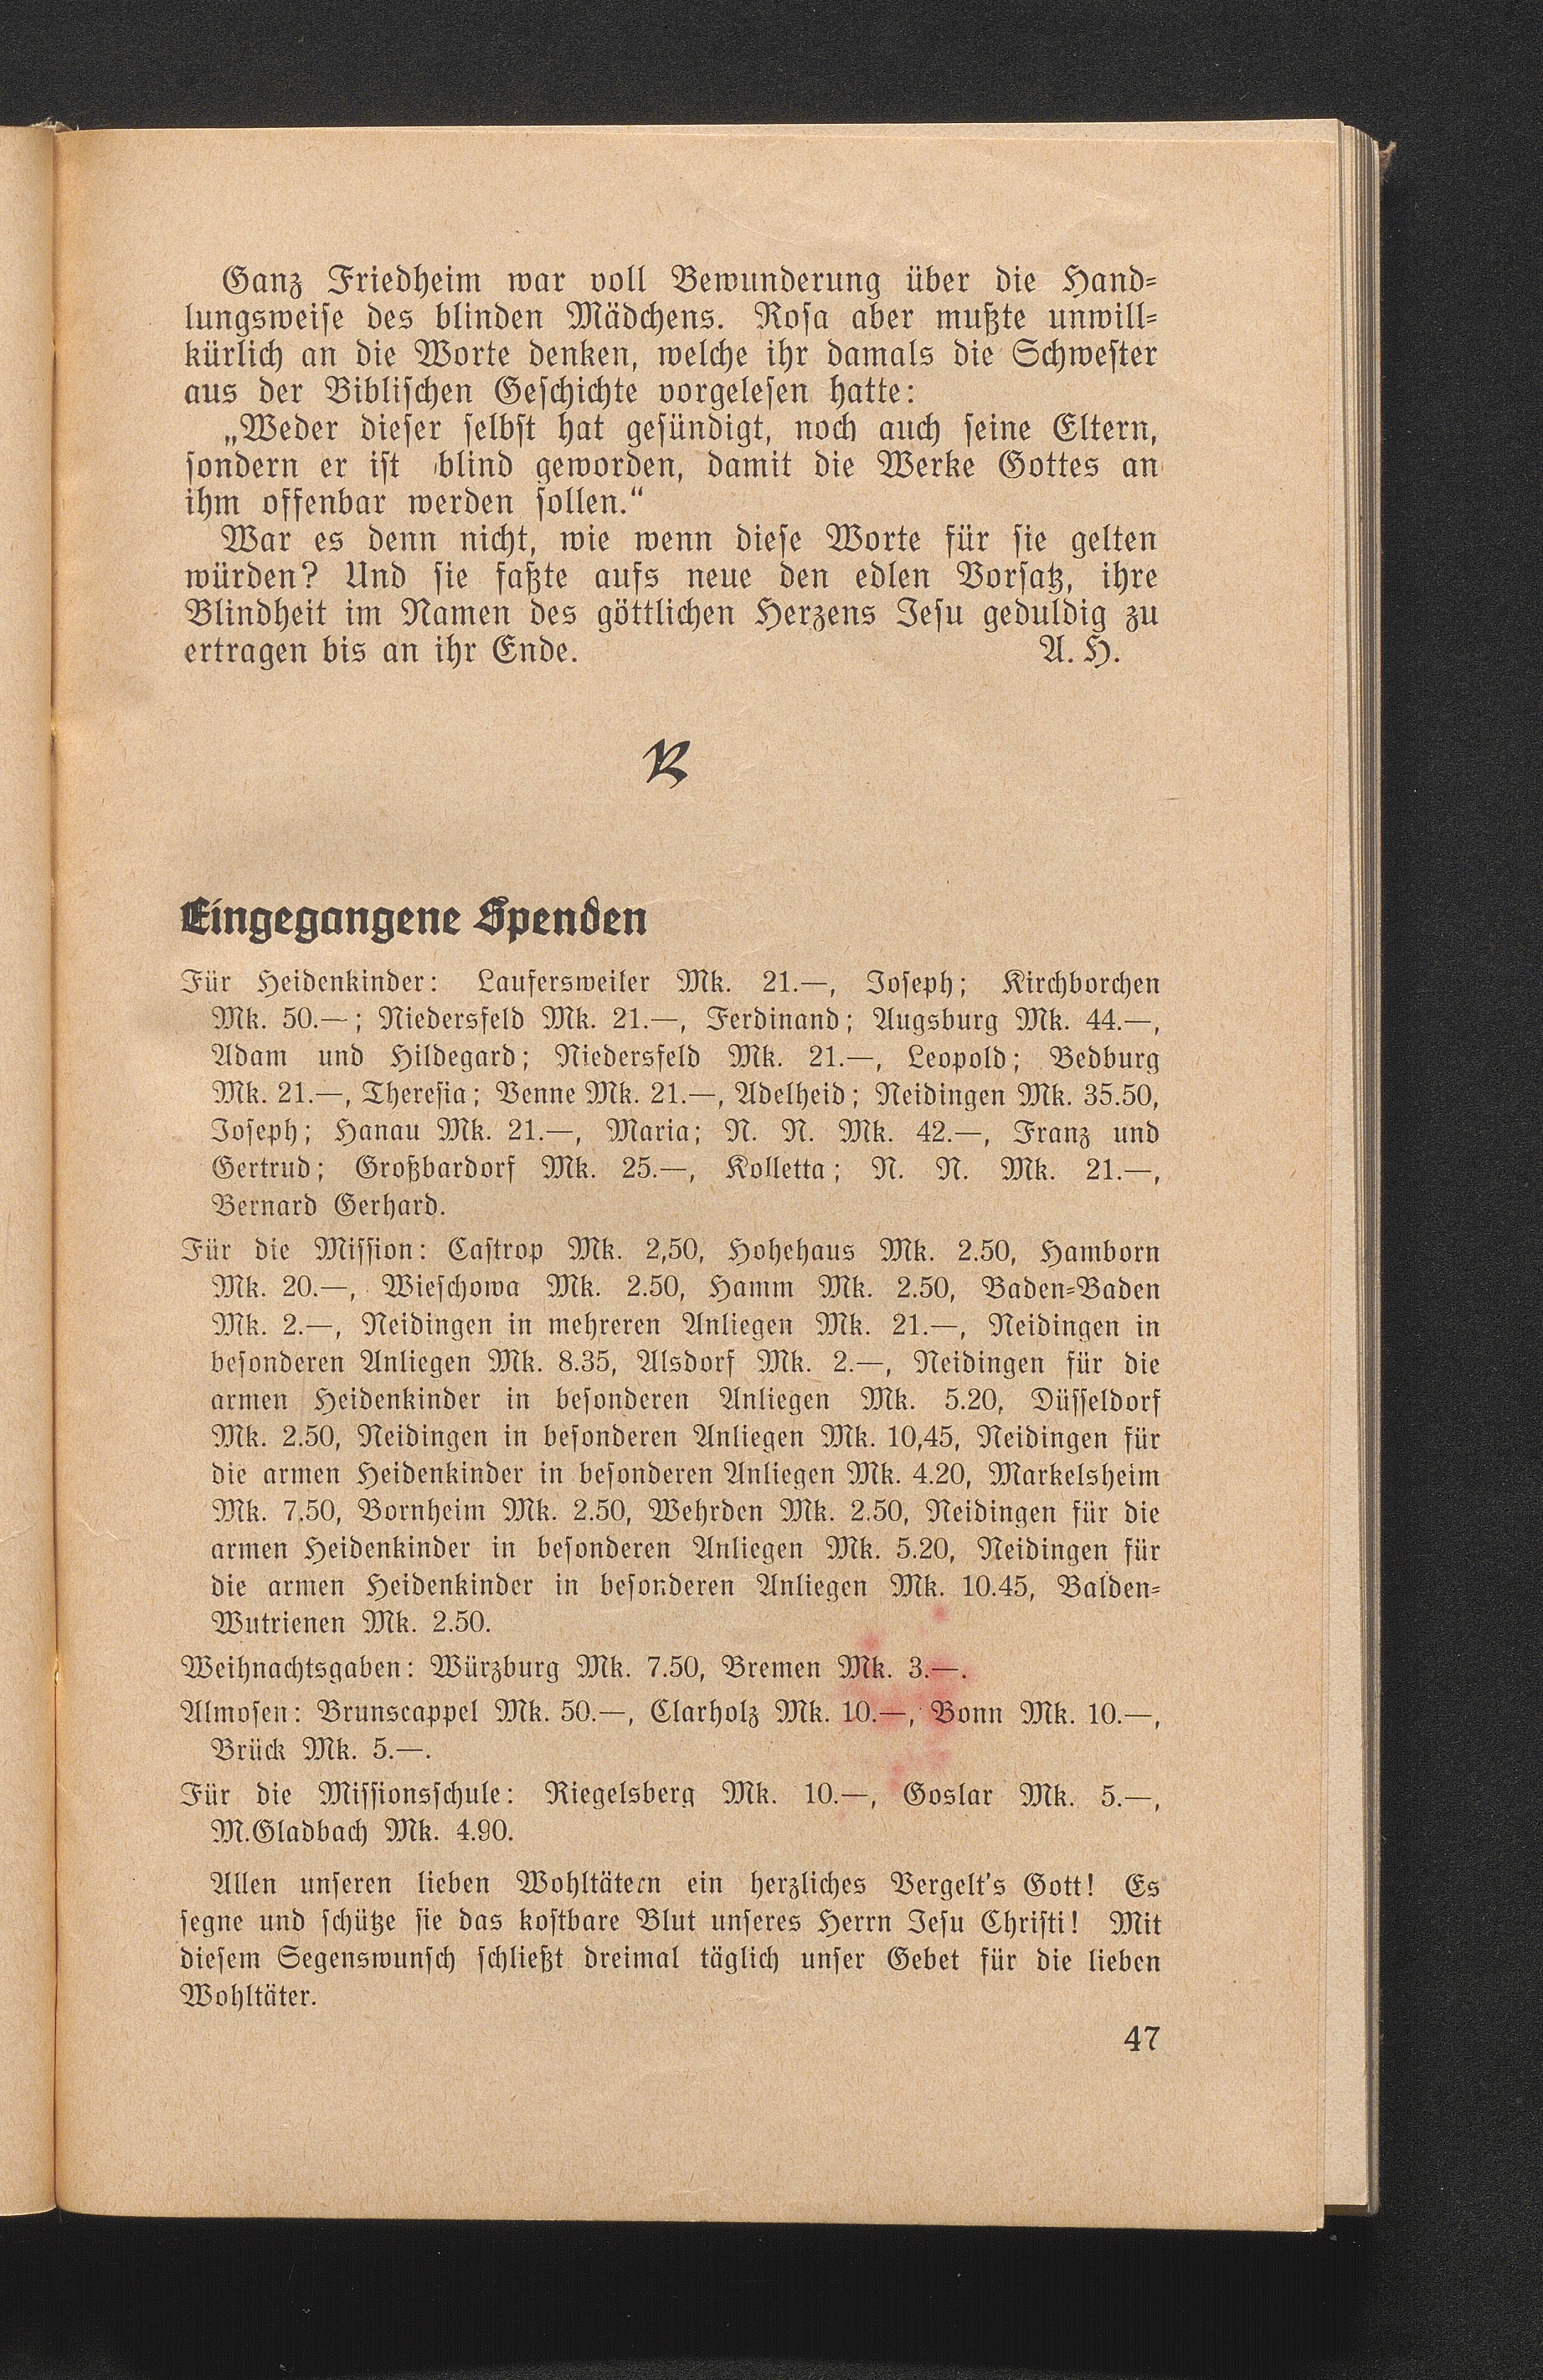 Ganz Friedheim war voll Bewunderung über die Hand-
lungsweise des blinden Mädchens. Rosa aber mußte unwill-
kürlich an die Worte denken, welche ihr damals die Schwester
aus der Biblischen Geschichte vorgelesen hatte:
„Weder dieser selbst hat gesündigt, noch auch seine Eltern,
sondern er ist blind geworden, damit die Werke Gottes an
ihm offenbar werden sollen.“
War es denn nicht, wie wenn diese Worte für sie gelten
würden? Und sie faßte aufs neue den edlen Vorsatz, ihre
Blindheit im Namen des göttlichen Herzens Jesu geduldig zu
ertragen bis an ihr Ende. A. H.
Eingegangene Spenden
Für Heidenkinder: Laufersweiler Mk. 21.—, Joseph; Kirchborchen
Mk. 50.—; Niedersfeld Mk. 21.—, Ferdinand; Augsburg Mk. 44.—,
Adam und Hildegard; Niedersfeld Mk. 21.—, Leopold; Bedburg
Mk. 21.—, Theresia; Venne Mk. 21.—, Adelheid; Neidingen Mk. 35.50,
Joseph; Hanau Mk. 21.—, Maria; N. N. Mk. 42.—, Franz und
Gertrud; Großbardorf Mk. 25.—, Kolletta; N. N. Mk. 21.—,
Bernard Gerhard.
Für die Mission: Castrop Mk. 2,50, Hohehaus Mk. 2.50, Hamborn
Mk. 20.—, Wieschowa Mk. 2.50, Hamm Mk. 2.50, Baden-Baden
Mk. 2.—, Neidingen in mehreren Anliegen Mk. 21.—, Neidingen in
besonderen Anliegen Mk. 8.35, Alsdorf Mk. 2.—, Neidingen für die
armen Heidenkinder in besonderen Anliegen Mk. 5.20, Düsseldorf
Mk. 2.50, Neidingen in besonderen Anliegen Mk. 10,45, Neidingen für
die armen Heidenkinder in besonderen Anliegen Mk. 4.20, Markelsheim
Mk. 7.50, Bornheim Mk. 2.50, Wehrden Mk. 2.50, Neidingen für die
armen Heidenkinder in besonderen Anliegen Mk. 5.20, Neidingen für
die armen Heidenkinder in besonderen Anliegen Mk. 10.45, Balden-
Wutrienen Mk. 2.50.
Weihnachtsgaben: Würzburg Mk. 7.50, Bremen Mk. 3.—.
Almosen: Brunscappel Mk. 50.—, Clarholz Mk. 10.—, Bonn Mk. 10.—,
Brück Mk. 5.—.
Für die Missionsschule: Riegelsberg Mk. 10.—, Goslar Mk. 5.—,
M.Gladbach Mk. 4.90.
Allen unseren lieben Wohltätern ein herzliches Vergelt's Gott! Es
segne und schütze sie das kostbare Blut unseres Herrn Jesu Christi! Mit
diesem Segenswunsch schließt dreimal täglich unser Gebet für die lieben
Wohltäter.
47